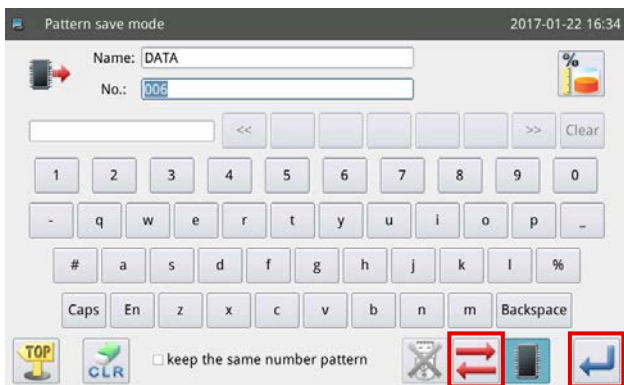 Pattern save mode 2017-01-22 16:34
Name: DATA
No.: 006
%
<< >> Clear
1 2 3 4 5 6 7 8 9 0
- q w e r t y u i o p _
# a s d f g h j k l %
Caps En z x c v b n m Backspace
TOP CLR keep the same number pattern